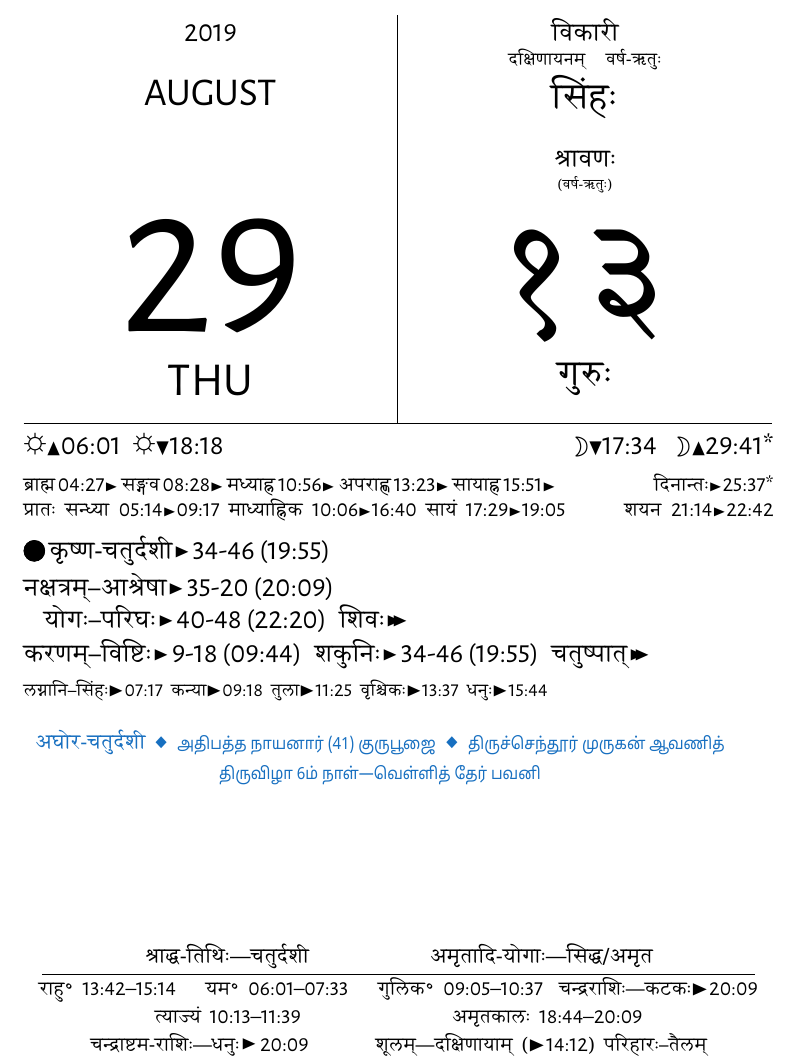 2019
AUGUST
29
THU
विकारी
दक्षिणायनम् वर्ष-ऋतुः
सिंहः
श्रावणः
(वर्ष-ऋतुः)
१३
गुरुः
☼▲06:01 ☼▼18:18
☽▼17:34 ☽▲29:41*
ब्राह्म 04:27► सङ्गव 08:28► मध्याह्न 10:56► अपराह्ण 13:23► सायाह्न 15:51► दिनान्तः►25:37*
प्रातः सन्ध्या 05:14►09:17 माध्याह्निक 10:06►16:40 सायं 17:29►19:05 शयन 21:14►22:42
●कृष्ण-चतुर्दशी►34-46 (19:55)
नक्षत्रम्–आश्रेषा►35-20 (20:09)
योगः–परिघः►40-48 (22:20) शिवः►►
करणम्–विष्टिः►9-18 (09:44) शकुनिः►34-46 (19:55) चतुष्पात्►►
लग्नानि–सिंहः►07:17 कन्या►09:18 तुला►11:25 वृश्चिकः►13:37 धनुः►15:44
अघोर-चतुर्दशी ◆ அதிபத்த நாயனார் (41) குருபூஜை ◆ திருச்செந்தூர் முருகன் ஆவணித்
திருவிழா 6ம் நாள்—வெள்ளித் தேர் பவனி
श्राद्ध-तिथिः—चतुर्दशी अमृतादि-योगाः—सिद्ध/अमृत
राहु॰ 13:42–15:14 यम॰ 06:01–07:33 गुलिक॰ 09:05–10:37 चन्द्रराशिः—कटकः►20:09
त्याज्यं 10:13–11:39 अमृतकालः 18:44–20:09
चन्द्राष्टम-राशिः—धनुः► 20:09 शूलम्—दक्षिणायाम् (►14:12) परिहारः–तैलम्